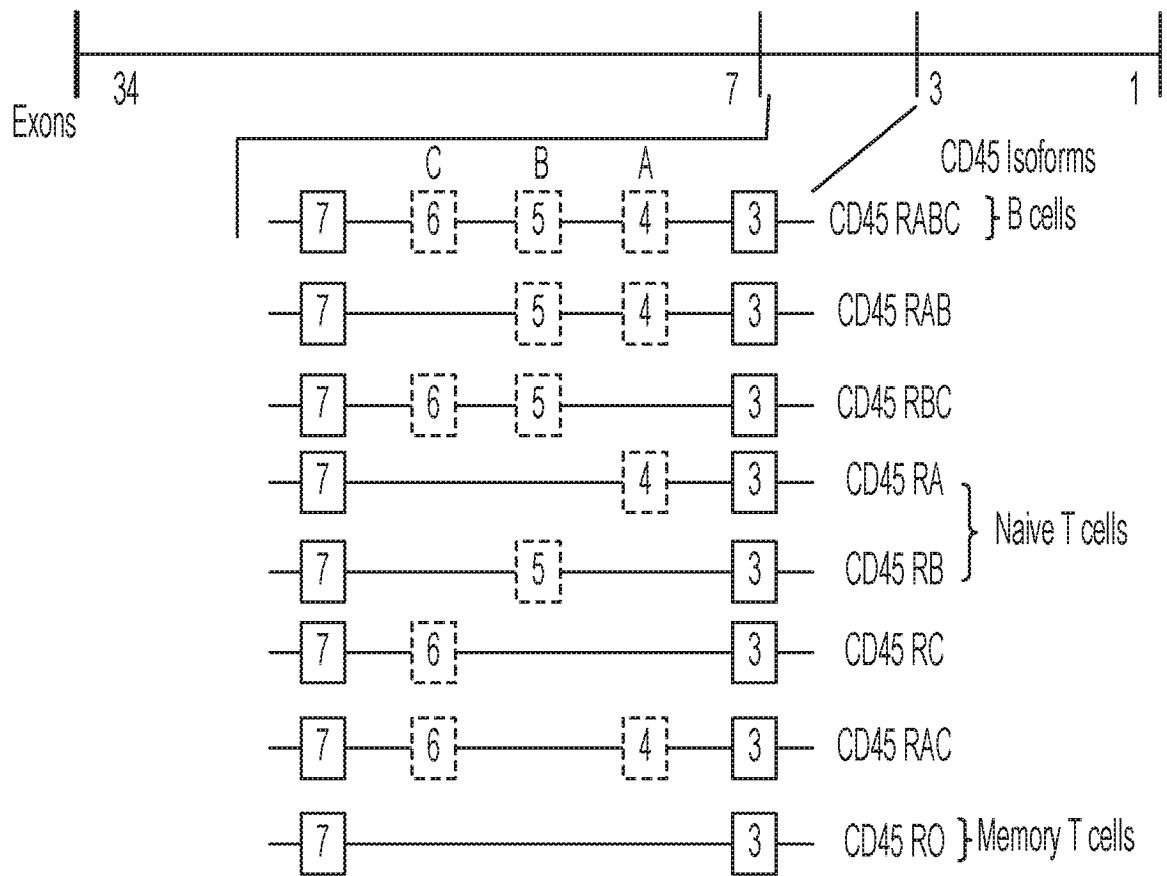 34 7 3 1
Exons
CD45 Isoforms
C B A
7 6 5 4 3 CD45 RABC } B cells
7 5 4 3 CD45 RAB
7 6 5 3 CD45 RBC
7 4 3 CD45 RA
Naive T cells
7 5 3 CD45 RB
7 6 3 CD45 RC
7 6 4 3 CD45 RAC
7 3 CD45 RO } Memory T cells